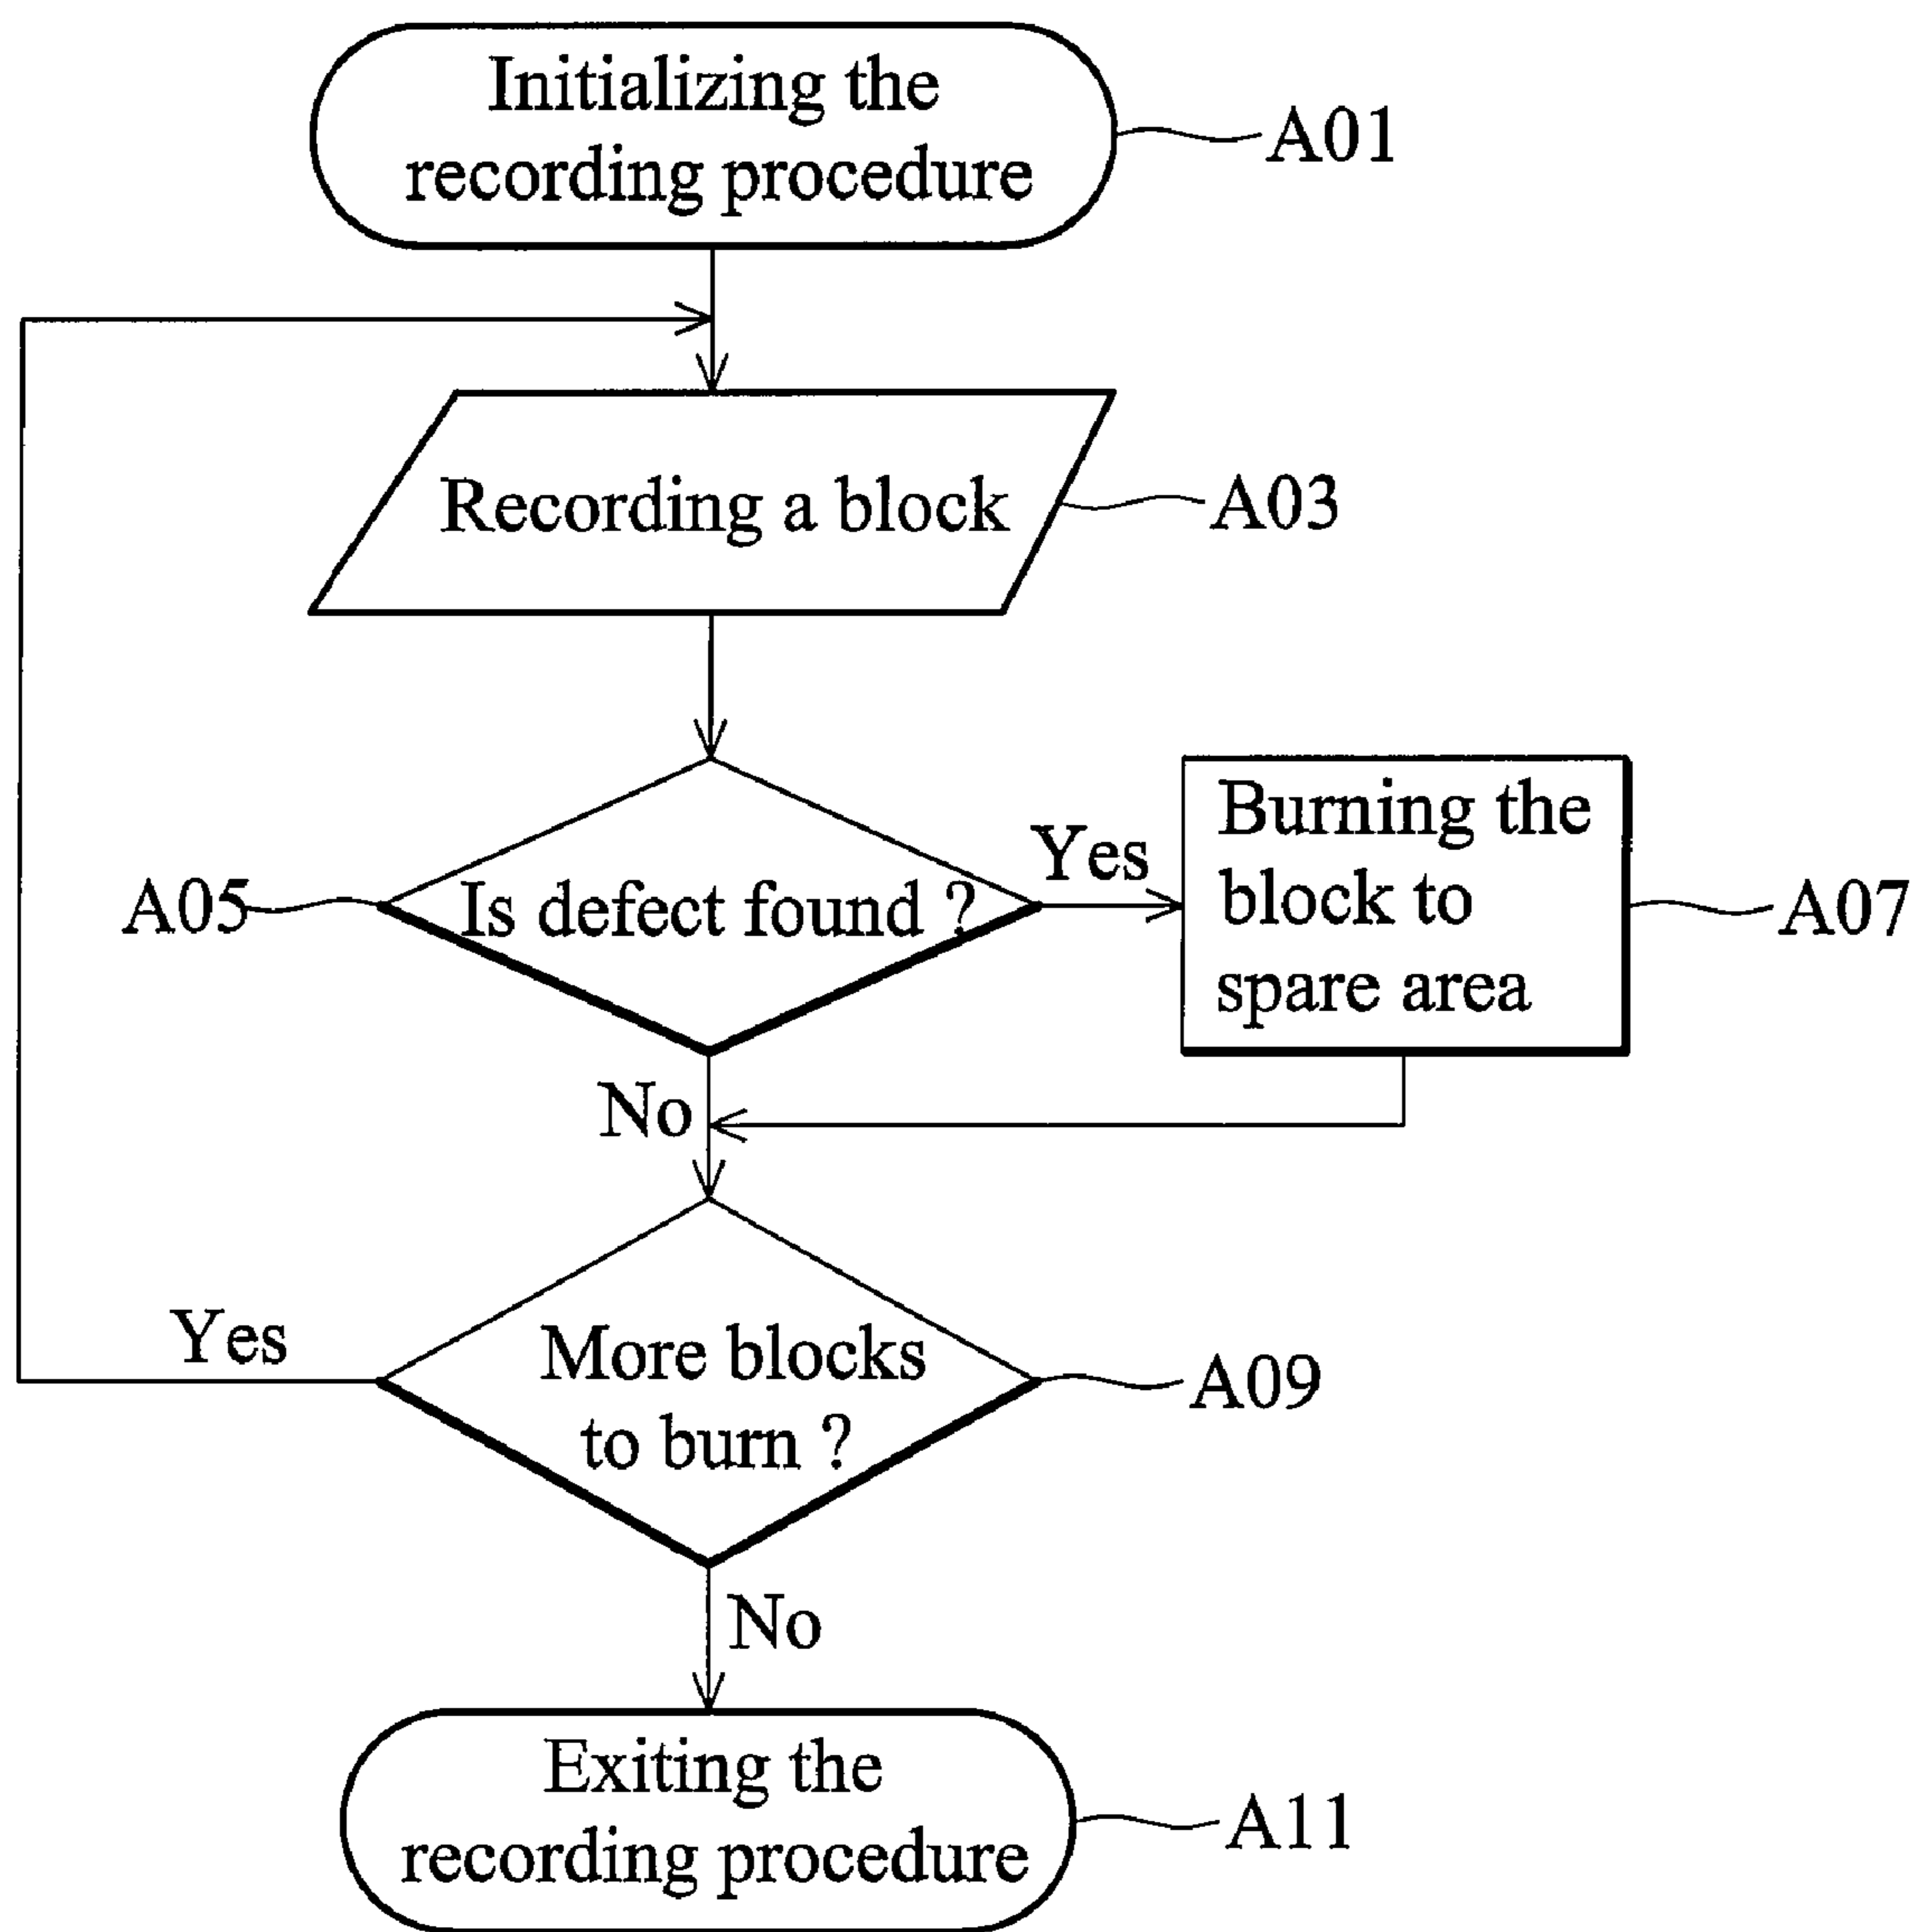 Initializing the
recording procedure
A01
Recording a block
A03
Is defect found ?
A05
Yes
Burning the
block to
spare area
A07
No
More blocks
to burn ?
A09
Yes
No
Exiting the
recording procedure
A11